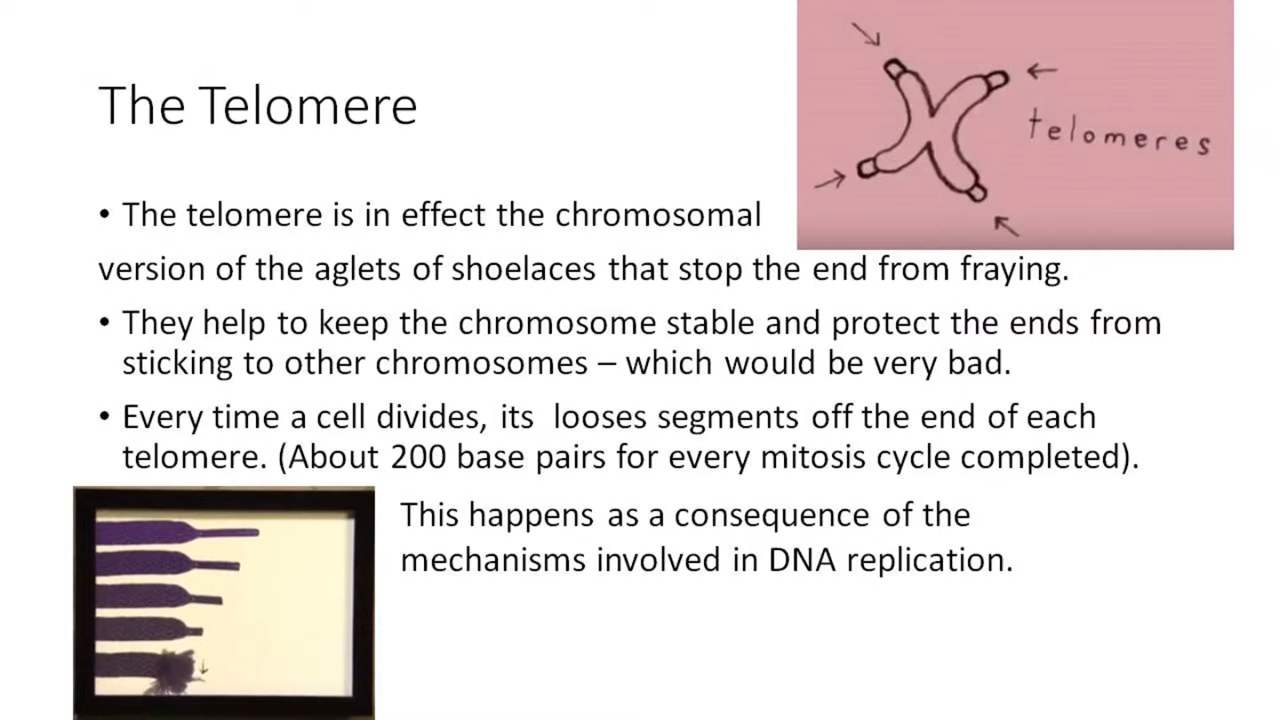 The Telomere
telomeres
• The telomere is in effect the chromosomal
version of the aglets of shoelaces that stop the end from fraying.
• They help to keep the chromosome stable and protect the ends from
sticking to other chromosomes – which would be very bad.
• Every time a cell divides, its  looses segments off the end of each
telomere. (About 200 base pairs for every mitosis cycle completed).
This happens as a consequence of the
mechanisms involved in DNA replication.